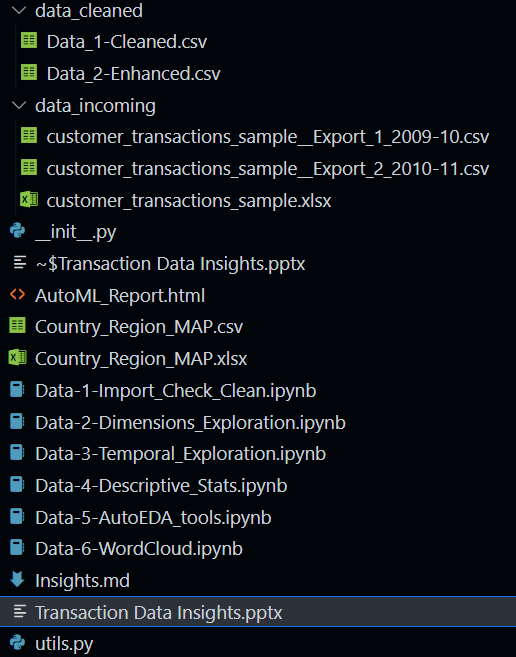 data_cleaned
Data_1-Cleaned.csv
Data_2-Enhanced.csv
data_incoming
customer_transactions_sample__Export_1_2009-10.csv
customer_transactions_sample__Export_2_2010-11.csv
customer_transactions_sample.xlsx
__init__.py
~$Transaction Data Insights.pptx
AutoML_Report.html
Country_Region_MAP.csv
Country_Region_MAP.xlsx
Data-1-Import_Check_Clean.ipynb
Data-2-Dimensions_Exploration.ipynb
Data-3-Temporal_Exploration.ipynb
Data-4-Descriptive_Stats.ipynb
Data-5-AutoEDA_tools.ipynb
Data-6-WordCloud.ipynb
Insights.md
Transaction Data Insights.pptx
utils.py